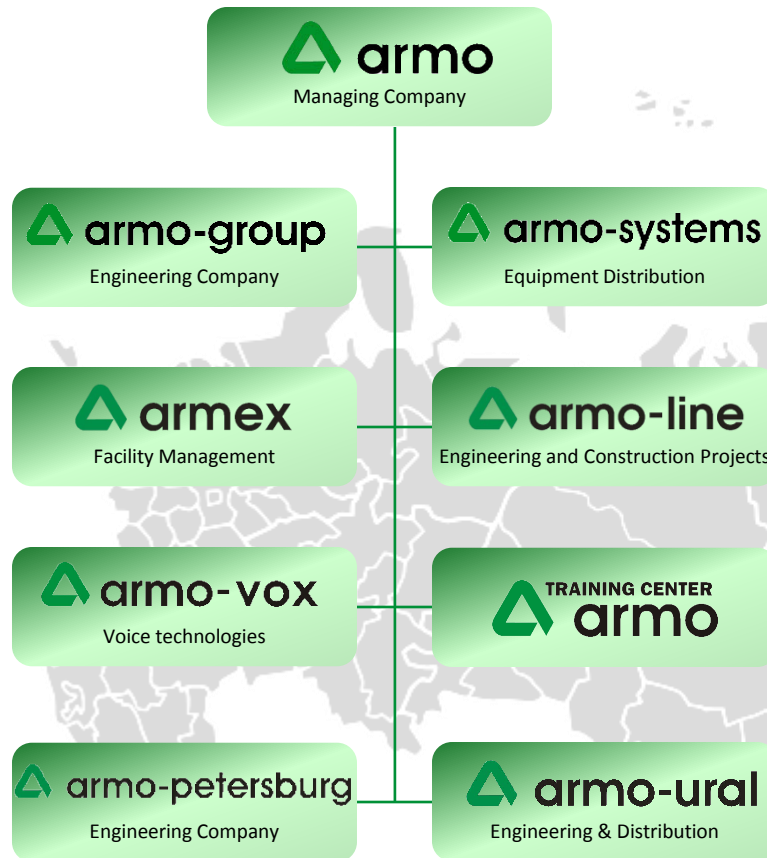 armo
Managing Company
armo-group
Engineering Company
armo-systems
Equipment Distribution
armex
Facility Management
armo-line
Engineering and Construction Projects
armo-vox
Voice technologies
TRAINING CENTER
armo
armo-petersburg
Engineering Company
armo-ural
Engineering & Distribution